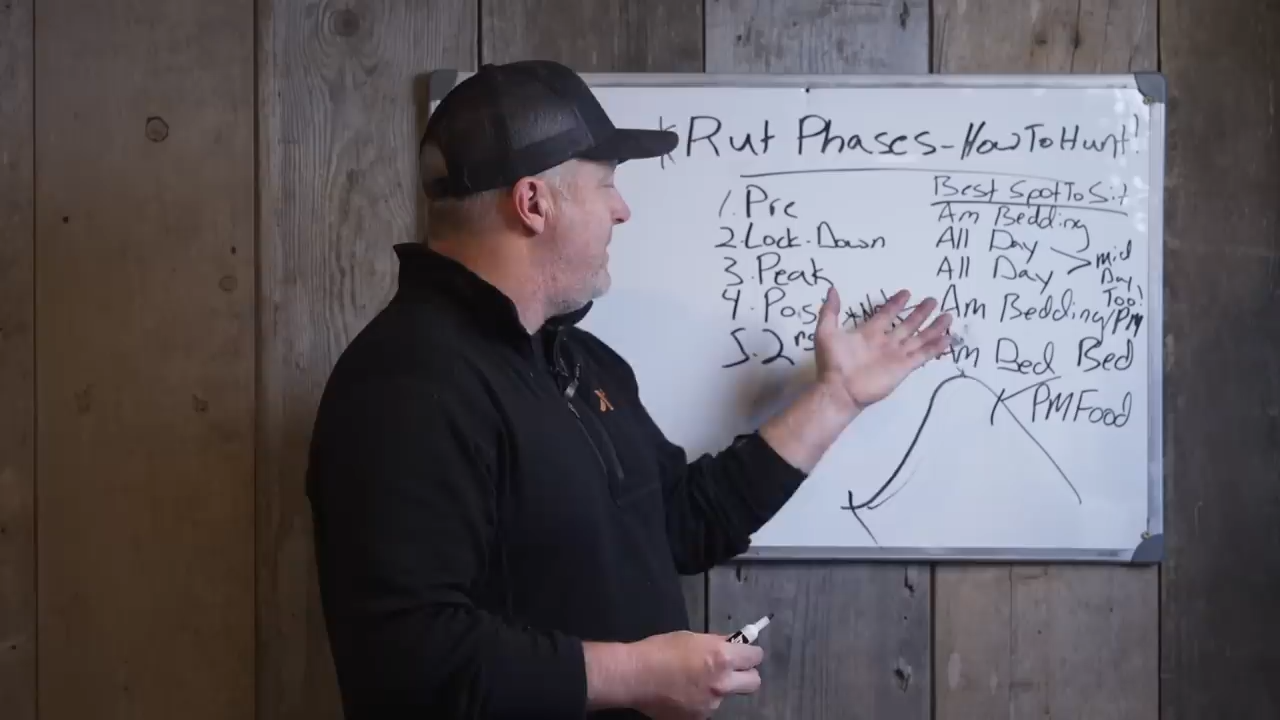 Rut Phases - How To Hunt!
1. Pre
2. Lock-Down
3. Peak
4. Pos
5. 2
Best Spot To Sit
Am Bedding
All Day
All Day
mid
Day
Too!
Am Bedding/PM
Am Bed Bed
PM Food